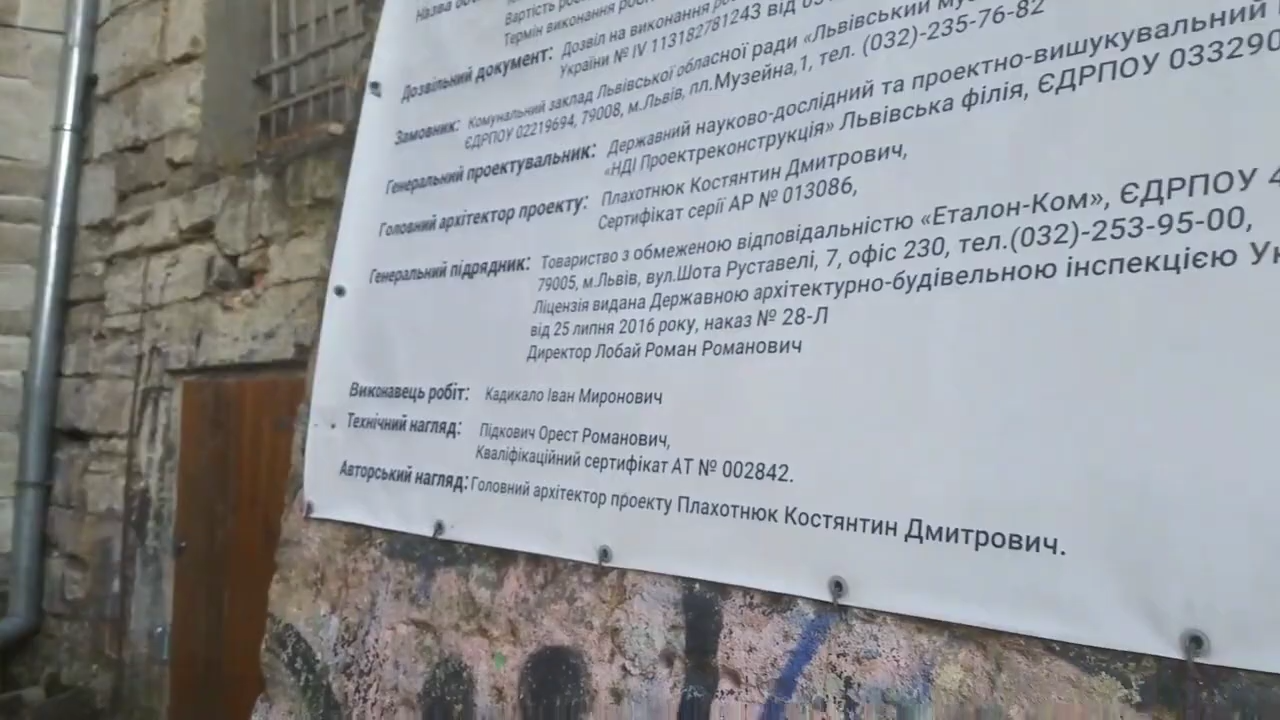 Назва
Вартість
Термін виконання
Дозвільний документ: Дозвіл на виконання
України № IV 113182781243 від
Замовник: Комунальний заклад Львівської обласної ради «Львівський
ЄДРПОУ 02219694, 79008, м.Львів, пл.Музейна,1, тел. (032)-235-76-82
Генеральний проектувальник: Державний науково-дослідний та проектно-вишукувальний
«НДІ Проектреконструкція» Львівська філія, ЄДРПОУ 03329
Головний архітектор проекту: Плахотнюк Костянтин Дмитрович,
Сертифікат серії АР № 013086,
Генеральний підрядник: Товариство з обмеженою відповідальністю «Еталон-Ком», ЄДРПОУ 4
79005, м.Львів, вул.Шота Руставелі, 7, офіс 230, тел.(032)-253-95-00,
Ліцензія видана Державною архітектурно-будівельною інспекцією
від 25 липня 2016 року, наказ № 28-Л
Директор Лобай Роман Романович
Виконавець робіт: Кадикало Іван Миронович
Технічний нагляд: Підкович Орест Романович,
Кваліфікаційний сертифікат АТ № 002842.
Авторський нагляд: Головний архітектор проекту Плахотнюк Костянтин Дмитрович.